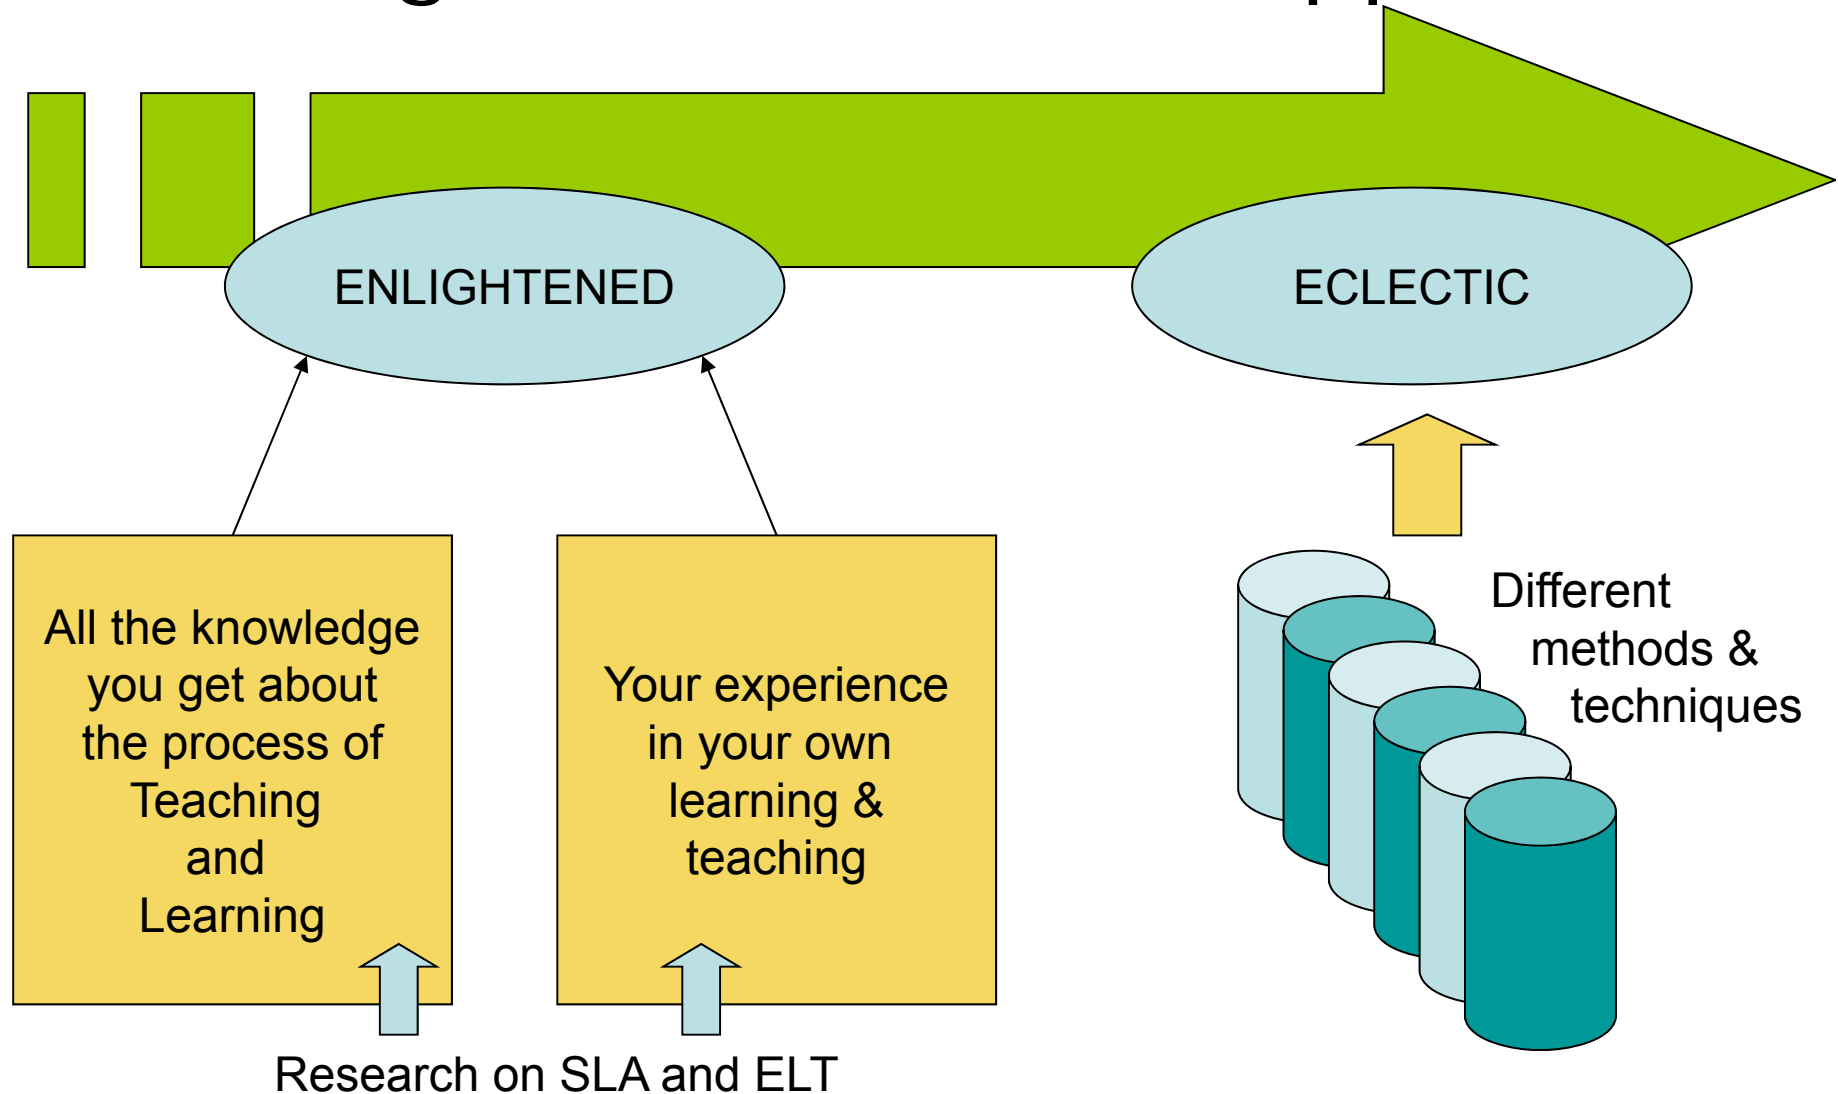 ENLIGHTENED
ECLECTIC
All the knowledge
you get about
the process of
Teaching
and
Learning
Your experience
in your own
learning &
teaching
Different
methods &
techniques
Research on SLA and ELT